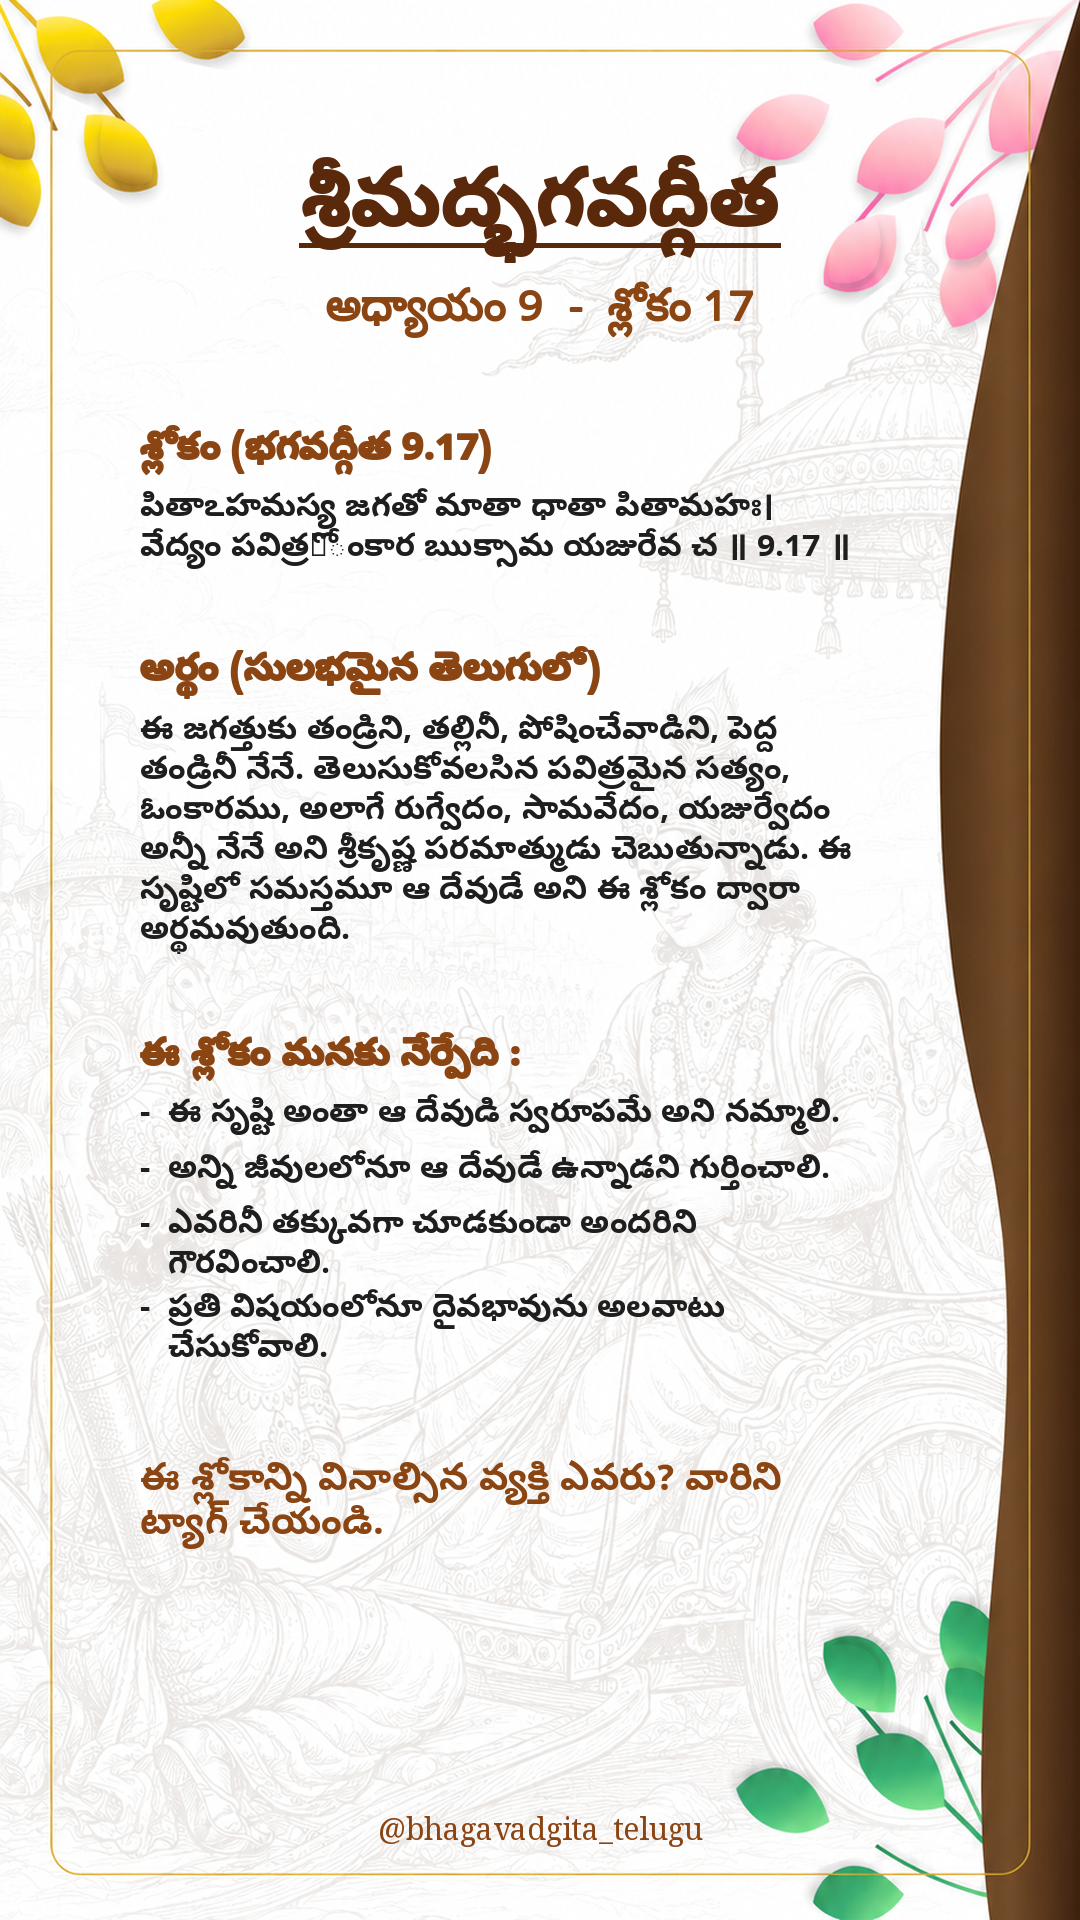 శ్రీమద్భగవద్గీత
అధ్యాయం 9 - శ్లోకం 17
శ్లోకం (భగవద్గీత 9.17)
పితాఽహమస్య జగతో మాతా ధాతా పితామహః।
వేద్యం కంకార ఋక్సామ యజురేవ చ ॥ 9.17 ॥
అర్థం (సులభమైన తెలుగులో)
ఈ జగత్తుకు తండ్రిని, తల్లినీ, పోషించేవాడిని, పెద్ద
తండ్రినీ నేనే. తెలుసుకోవలసిన పవిత్రమైన సత్యం,
ఓంకారము, అలాగే రుగ్వేదం, సామవేదం, యజుర్వేదం
అన్నీ నేనే అని శ్రీకృష్ణ పరమాత్ముడు చెబుతున్నాడు. ఈ
సృష్టిలో సమస్తమూ ఆ దేవుడే అని ఈ శ్లోకం ద్వారా
అర్థమవుతుంది.
ఈ శ్లోకం మనకు నేర్పేది :
- ఈ సృష్టి అంతా ఆ దేవుడి స్వరూపమే అని నమ్మాలి.
- అన్ని జీవులలోనూ ఆ దేవుడే ఉన్నాడని గుర్తించాలి.
- ఎవరినీ తక్కువగా చూడకుండా అందరిని
గౌరవించాలి.
- ప్రతి విషయంలోనూ దైవభావును అలవాటు
చేసుకోవాలి.
ఈ శ్లోకాన్ని వినాల్సిన వ్యక్తి ఎవరు? వారిని
ట్యాగ్ చేయండి.
@bhagavadgita_telugu